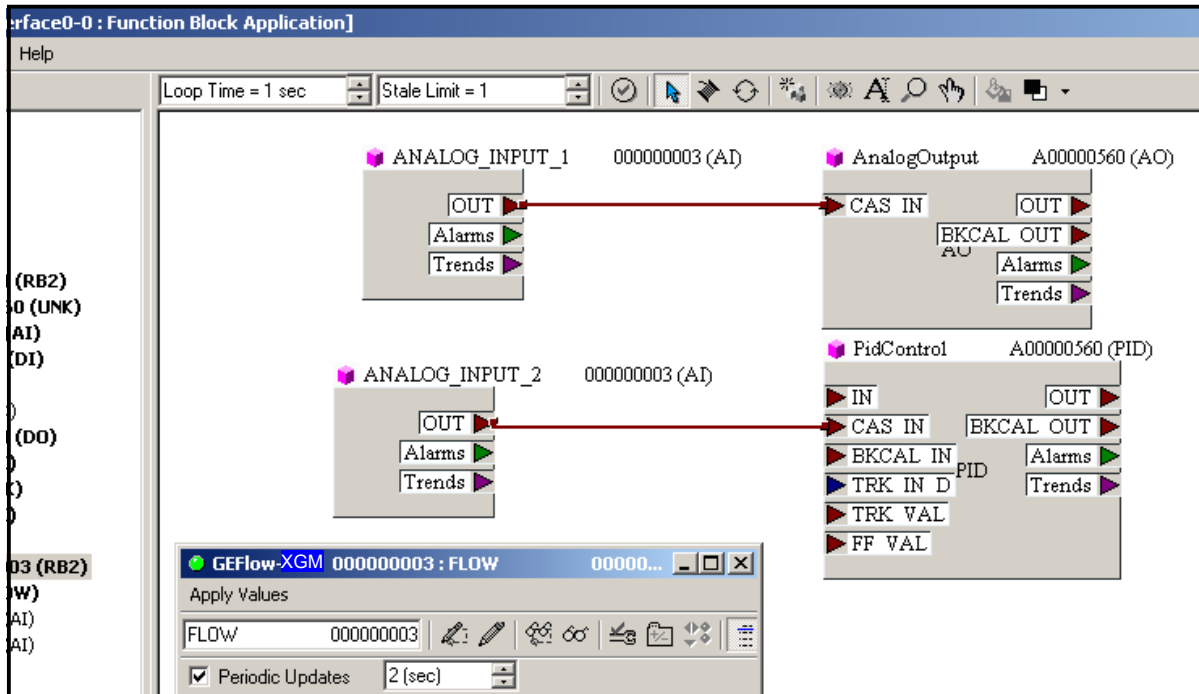 erface0-0 : Function Block Application]
Help
Loop Time = 1 sec
Stale Limit = 1
ANALOG_INPUT_1 000000003 (AI)
OUT
Alarms
Trends
AnalogOutput A00000560 (AO)
CAS IN
OUT
BKCAL OUT
AO
Alarms
Trends
(RB2)
60 (UNK)
(AI)
(DI)
(DO)
03 (RB2)
OW)
(AI)
(AI)
ANALOG_INPUT_2 000000003 (AI)
OUT
Alarms
Trends
PidControl A00000560 (PID)
IN
CAS IN
BKCAL IN
TRK IN D
TRK VAL
FF VAL
PID
OUT
BKCAL OUT
Alarms
Trends
GEFlow-XGM 000000003 : FLOW 00000...
Apply Values
FLOW 000000003
Periodic Updates 2 (sec)